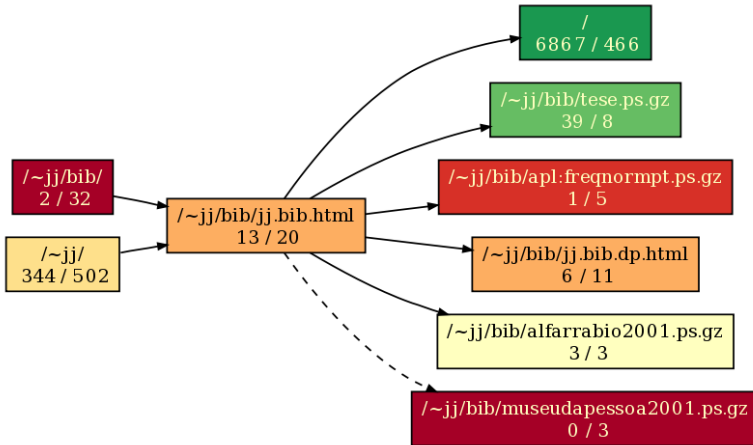 /
6867 / 466
/~jj/bib/tese.ps.gz
39 / 8
/~jj/bib/
2 / 32
/~jj/bib/apl:freqnormpt.ps.gz
1 / 5
/~jj/bib/jj.bib.html
13 / 20
/~jj/
344 / 502
/~jj/bib/jj.bib.dp.html
6 / 11
/~jj/bib/alfarrabio2001.ps.gz
3 / 3
/~jj/bib/museudapessoa2001.ps.gz
0 / 3